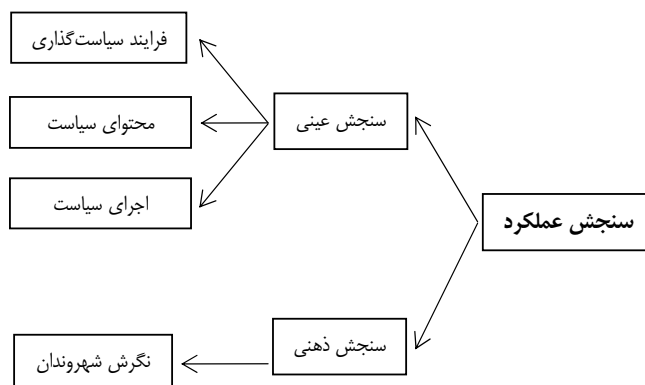 سنجش عملکرد
سنجش عینی
فرایند سیاست‌گذاری
محتوای سیاست
اجرای سیاست
سنجش ذهنی
نگرش شهروندان